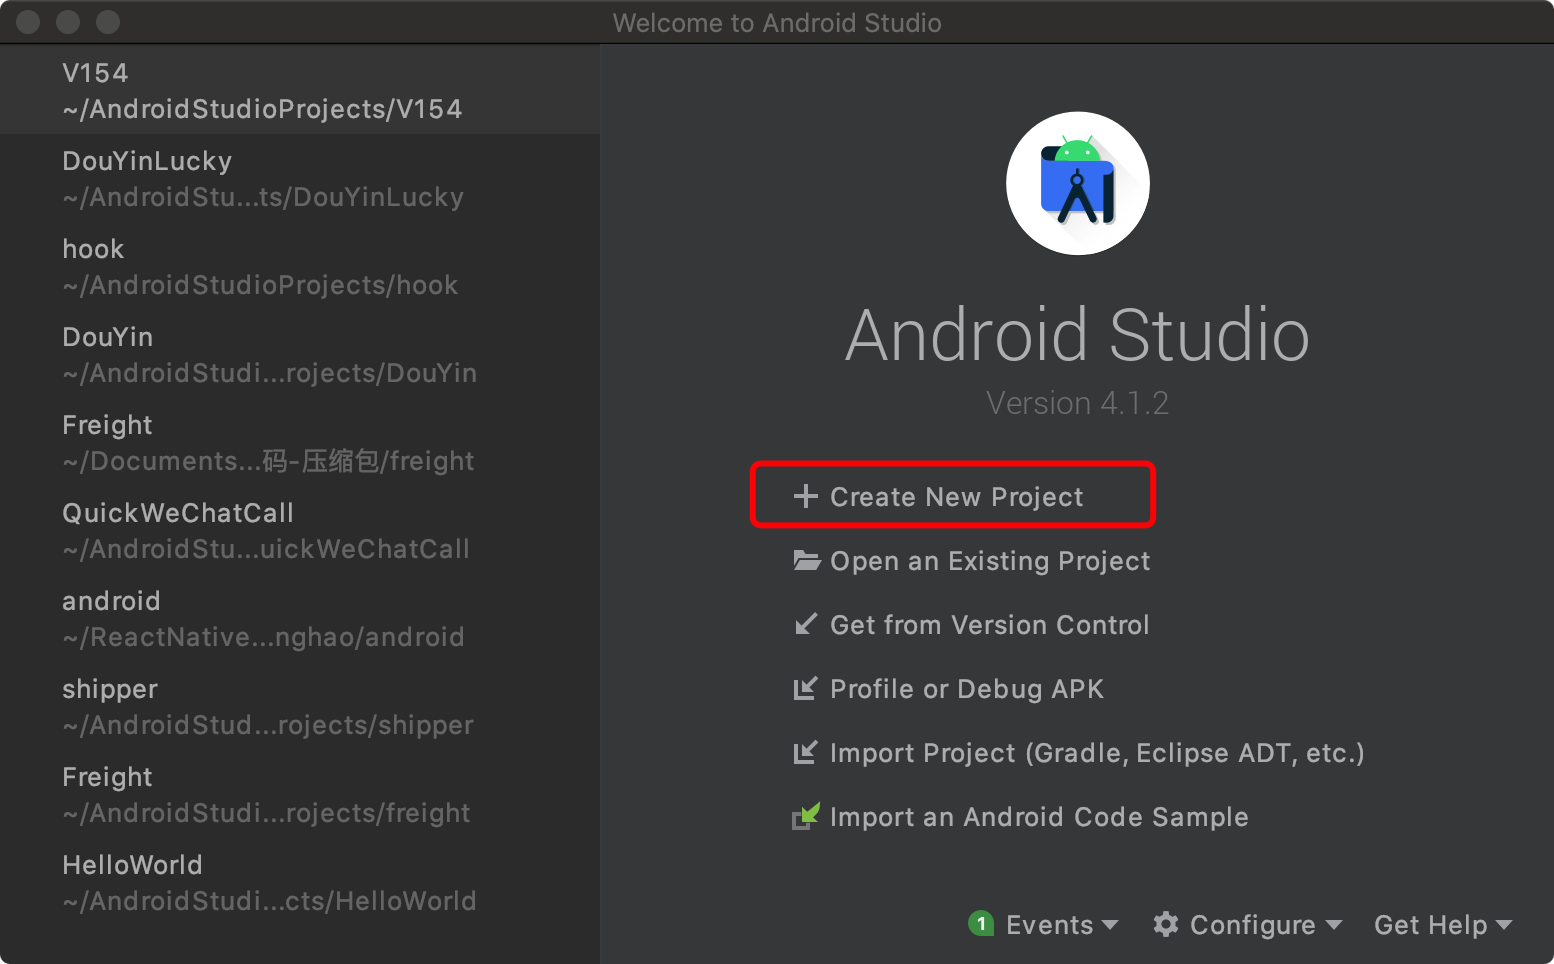 Welcome to Android Studio
V154
~/AndroidStudioProjects/V154
DouYinLucky
~/AndroidStu...ts/DouYinLucky
hook
~/AndroidStudioProjects/hook
DouYin
~/AndroidStudi...rojects/DouYin
Freight
~/Documents...码-压缩包/freight
QuickWeChatCall
~/AndroidStu...uickWeChatCall
android
~/ReactNative...nghao/android
shipper
~/AndroidStud...rojects/shipper
Freight
~/AndroidStudi...rojects/freight
HelloWorld
~/AndroidStudi...cts/HelloWorld
Android Studio
Version 4.1.2
Create New Project
Open an Existing Project
Get from Version Control
Profile or Debug APK
Import Project (Gradle, Eclipse ADT, etc.)
Import an Android Code Sample
1 Events Configure Get Help